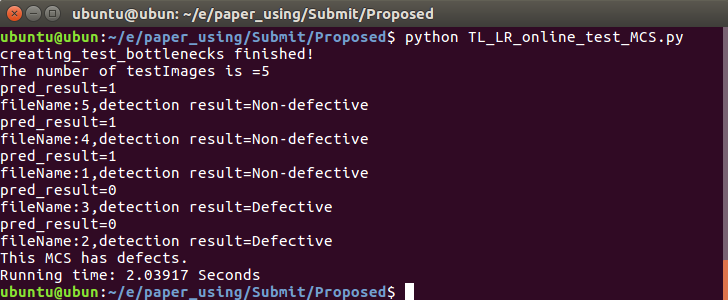 ubuntu@ubun: ~/e/paper_using/Submit/Proposed
ubuntu@ubun:~/e/paper_using/Submit/Proposed$ python TL_LR_online_test_MCS.py
creating_test_bottlenecks finished!
The number of testImages is =5
pred_result=1
fileName:5,detection result=Non-defective
pred_result=1
fileName:4,detection result=Non-defective
pred_result=1
fileName:1,detection result=Non-defective
pred_result=0
fileName:3,detection result=Defective
pred_result=0
fileName:2,detection result=Defective
This MCS has defects.
Running time: 2.03917 Seconds
ubuntu@ubun:~/e/paper_using/Submit/Proposed$